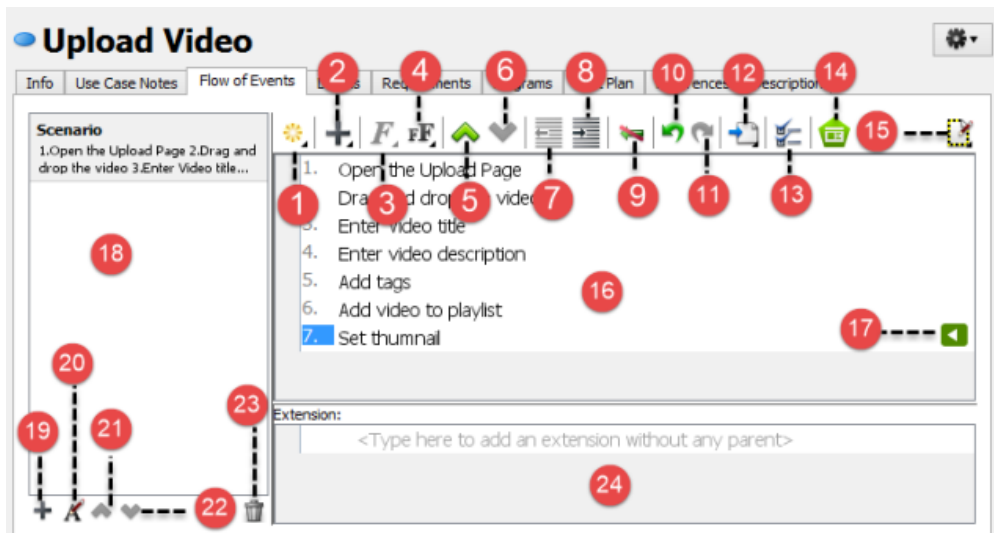 Upload Video
2 4 6 8 10 12 14
Info Use Case Notes Flow of Events Plan
15
Scenario
1.Open the Upload Page 2.Drag and
drop the video 3.Enter Video title...
1 3 5 7 9 11 13
1. Open the Upload Page
3. Enter video title
4. Enter video description
5. Add tags
6. Add video to playlist
7. Set thumnail
18
16
17
20
23
19 21
Extension:
<Type here to add an extension without any parent>
22
24